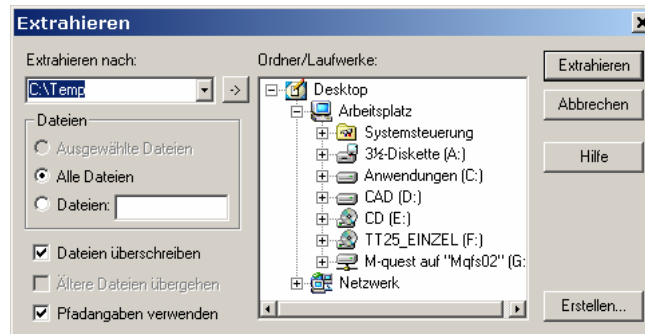 Extrahieren
Extrahieren nach:
C:\Temp
->
Dateien
Ausgewählte Dateien
Alle Dateien
Dateien:
Dateien überschreiben
Ältere Dateien übergehen
Pfadangaben verwenden
Ordner/Laufwerke:
Desktop
Arbeitsplatz
Systemsteuerung
3½-Diskette (A:)
Anwendungen (C:)
CAD (D:)
CD (E:)
TT25_EINZEL (F:)
M-quest auf "Mqfs02" (G:
Netzwerk
Extrahieren
Abbrechen
Hilfe
Erstellen...